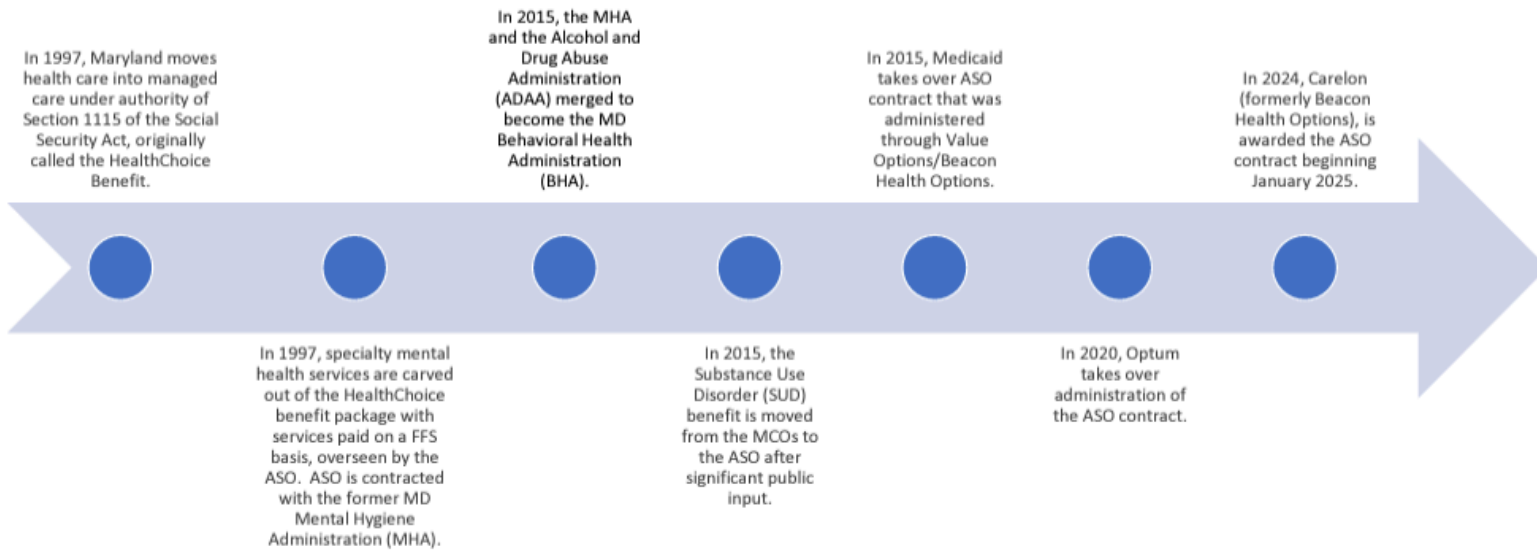 In 1997, Maryland moves
health care into managed
care under authority of
Section 1115 of the Social
Security Act, originally
called the HealthChoice
Benefit.
In 1997, specialty mental
health services are carved
out of the HealthChoice
benefit package with
services paid on a FFS
basis, overseen by the
ASO.  ASO is contracted
with the former MD
Mental Hygiene
Administration (MHA).
In 2015, the MHA
and the Alcohol and
Drug Abuse
Administration
(ADAA) merged to
become the MD
Behavioral Health
Administration
(BHA).
In 2015, the
Substance Use
Disorder (SUD)
benefit is moved
from the MCOs to
the ASO after
significant public
input.
In 2015, Medicaid
takes over ASO
contract that was
administered
through Value
Options/Beacon
Health Options.
In 2020, Optum
takes over
administration of
the ASO contract.
In 2024, Carelon
(formerly Beacon
Health Options), is
awarded the ASO
contract beginning
January 2025.